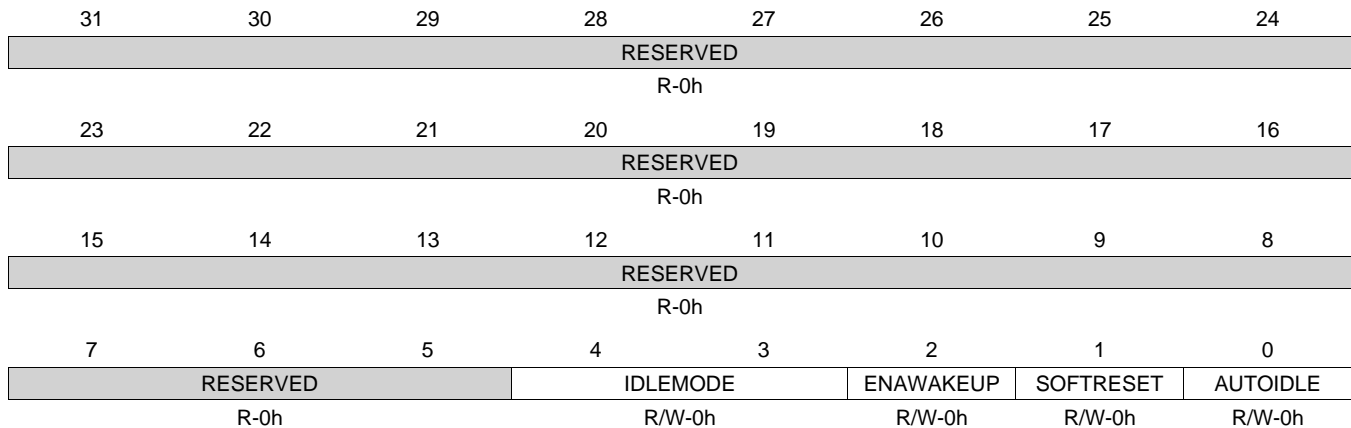 31 30 29 28 27 26 25 24
RESERVED
R-0h
23 22 21 20 19 18 17 16
RESERVED
R-0h
15 14 13 12 11 10 9 8
RESERVED
R-0h
7 6 5 4 3 2 1 0
RESERVED IDLEMODE ENAWAKEUP SOFTRESET AUTOIDLE
R-0h R/W-0h R/W-0h R/W-0h R/W-0h